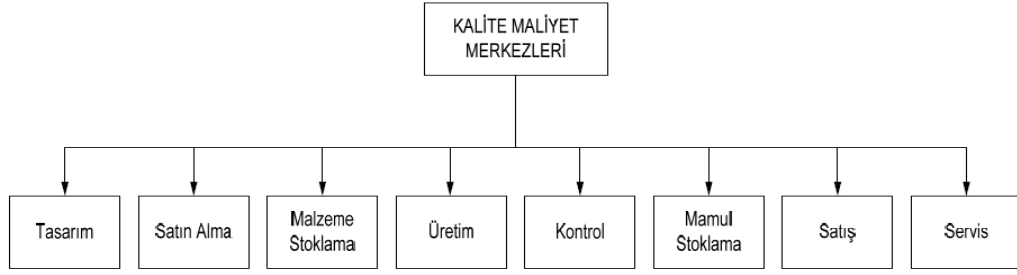 KALİTE MALİYET
MERKEZLERİ
Tasarım
Satın Alma
Malzeme
Stoklama
Üretim
Kontrol
Mamul
Stoklama
Satış
Servis